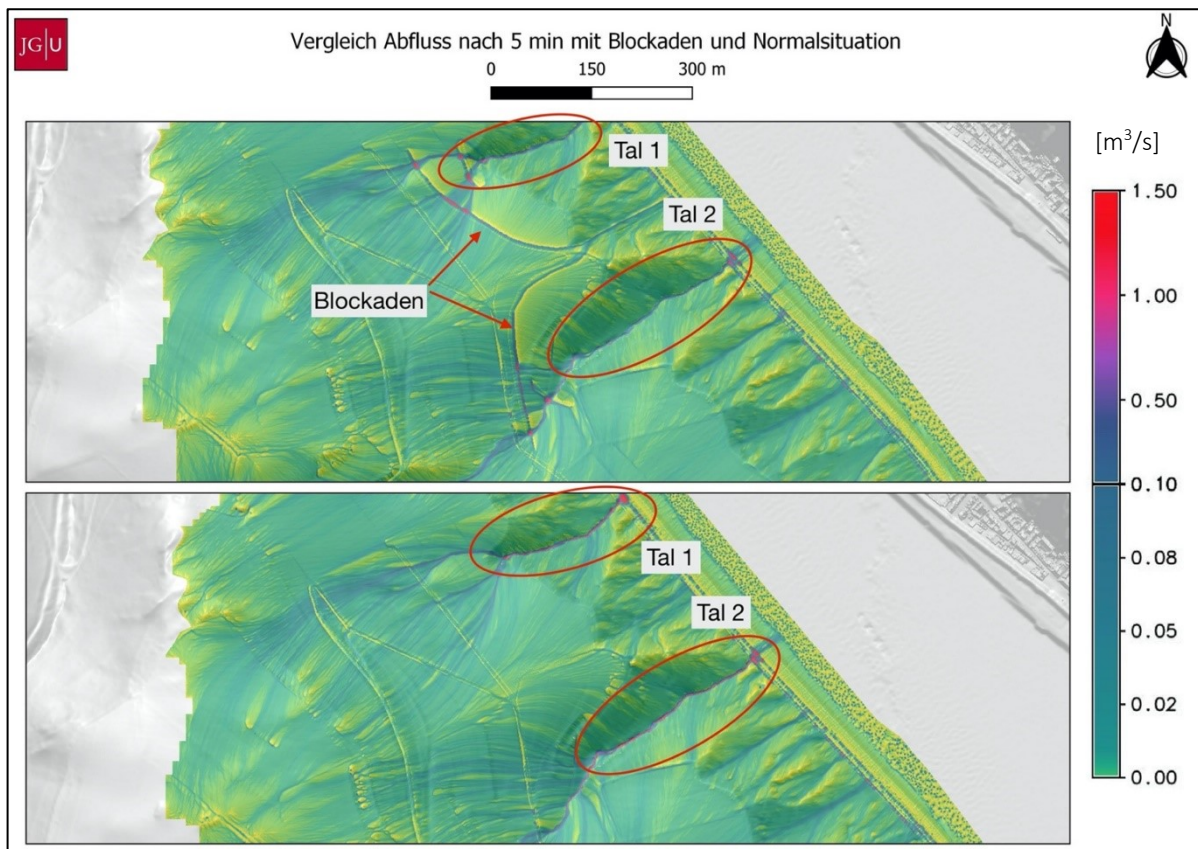 JG|U
Vergleich Abfluss nach 5 min mit Blockaden und Normalsituation
0 150 300 m
N
[m³/s]
Tal 1
Tal 2
Blockaden
1.50
1.00
0.50
0.10
0.08
0.05
0.02
0.00
Tal 1
Tal 2